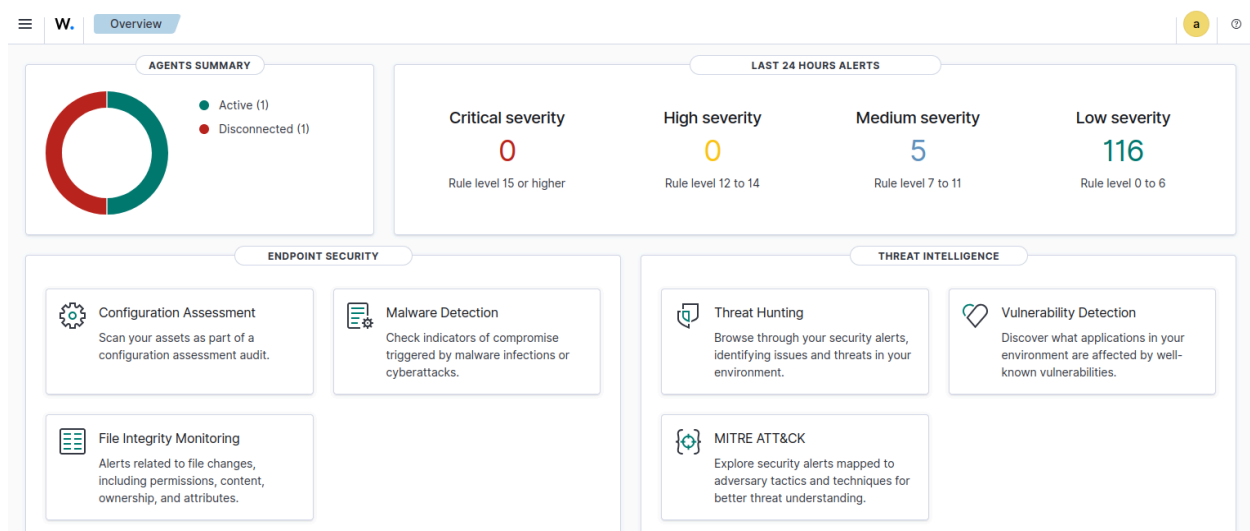 W. Overview a
AGENTS SUMMARY
Active (1)
Disconnected (1)
LAST 24 HOURS ALERTS
Critical severity
0
Rule level 15 or higher
High severity
0
Rule level 12 to 14
Medium severity
5
Rule level 7 to 11
Low severity
116
Rule level 0 to 6
ENDPOINT SECURITY
Configuration Assessment
Scan your assets as part of a
configuration assessment audit.
Malware Detection
Check indicators of compromise
triggered by malware infections or
cyberattacks.
File Integrity Monitoring
Alerts related to file changes,
including permissions, content,
ownership, and attributes.
THREAT INTELLIGENCE
Threat Hunting
Browse through your security alerts,
identifying issues and threats in your
environment.
Vulnerability Detection
Discover what applications in your
environment are affected by well-
known vulnerabilities.
MITRE ATT&CK
Explore security alerts mapped to
adversary tactics and techniques for
better threat understanding.